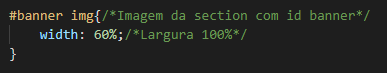 #banner img{/*Imagem da section com id banner*/
    width: 60%;/*Largura 100%*/
}